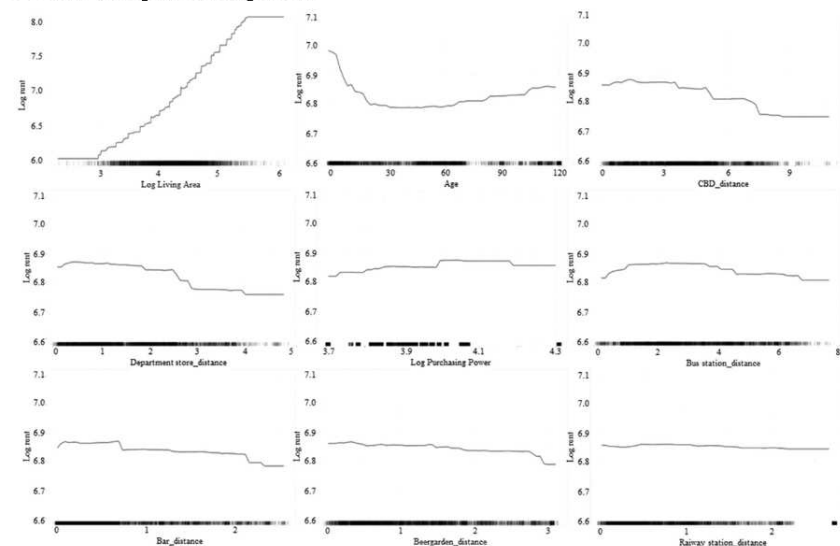 8.0
7.5
7.0
6.5
6.0
Log rent
3 4 5 6
Log Living Area
7.1
7.0
6.9
6.8
6.7
6.6
Log rent
0 30 60 90 120
Age
7.1
7.0
6.9
6.8
6.7
6.6
Log rent
0 3 6 9
CBD_distance
7.1
7.0
6.9
6.8
6.7
6.6
Log rent
0 1 2 3 4 5
Department store_distance
7.1
7.0
6.9
6.8
6.7
6.6
Log rent
3.7 3.9 4.1 4.3
Log Purchasing Power
7.1
7.0
6.9
6.8
6.7
6.6
Log rent
0 2 4 6 8
Bus station_distance
7.1
7.0
6.9
6.8
6.7
6.6
Log rent
0 1 2
Bar_distance
7.1
7.0
6.9
6.8
6.7
6.6
Log rent
0 1 2 3
Beergarden_distance
7.1
7.0
6.9
6.8
6.7
6.6
Log rent
0 1 2
Raiway station_distance